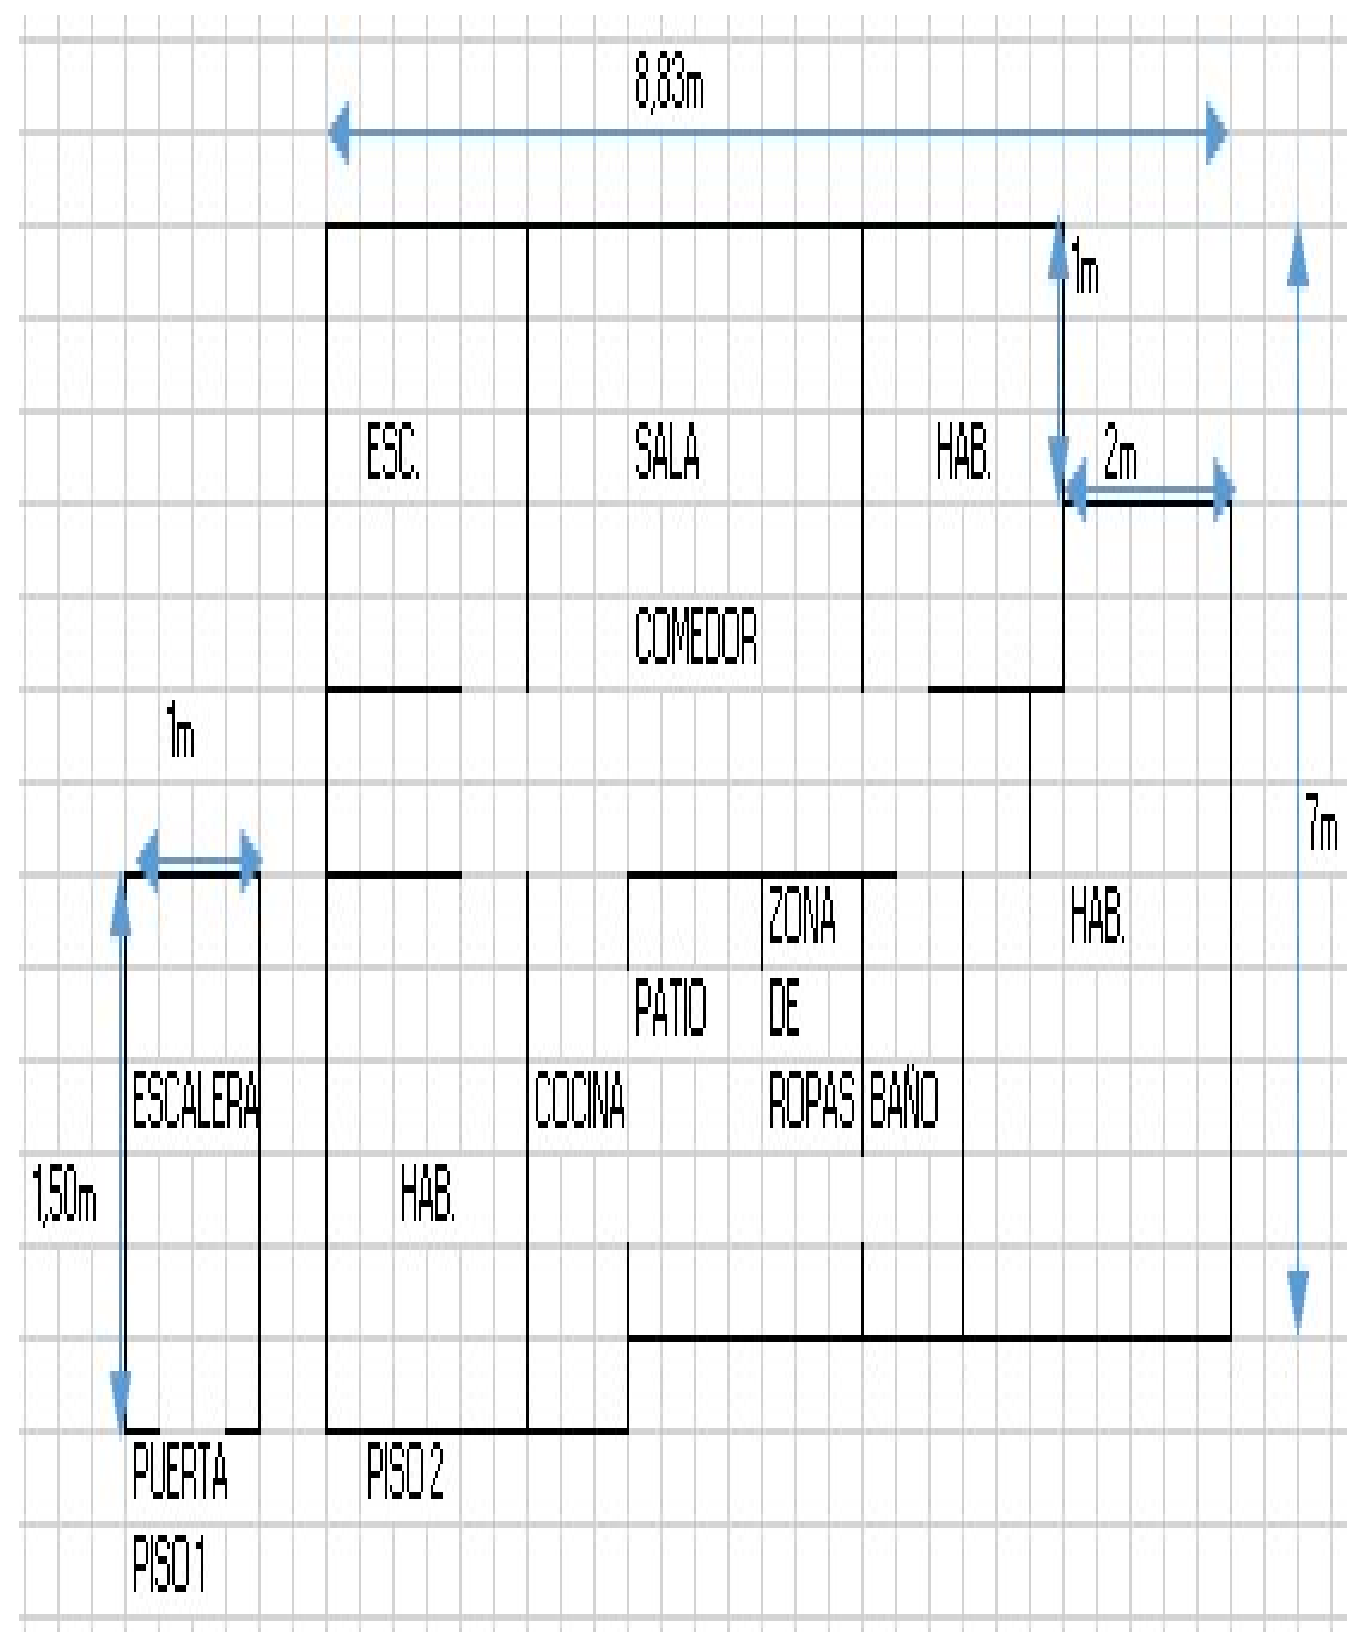 8,83m
1m
ESC.
SALA
HAB.
2m
COMEDOR
1m
7m
ZONA
HAB.
PATIO
DE
ESCALERA
COCINA
ROPAS
BAÑO
1,50m
HAB.
PUERTA
PISO 2
PISO 1